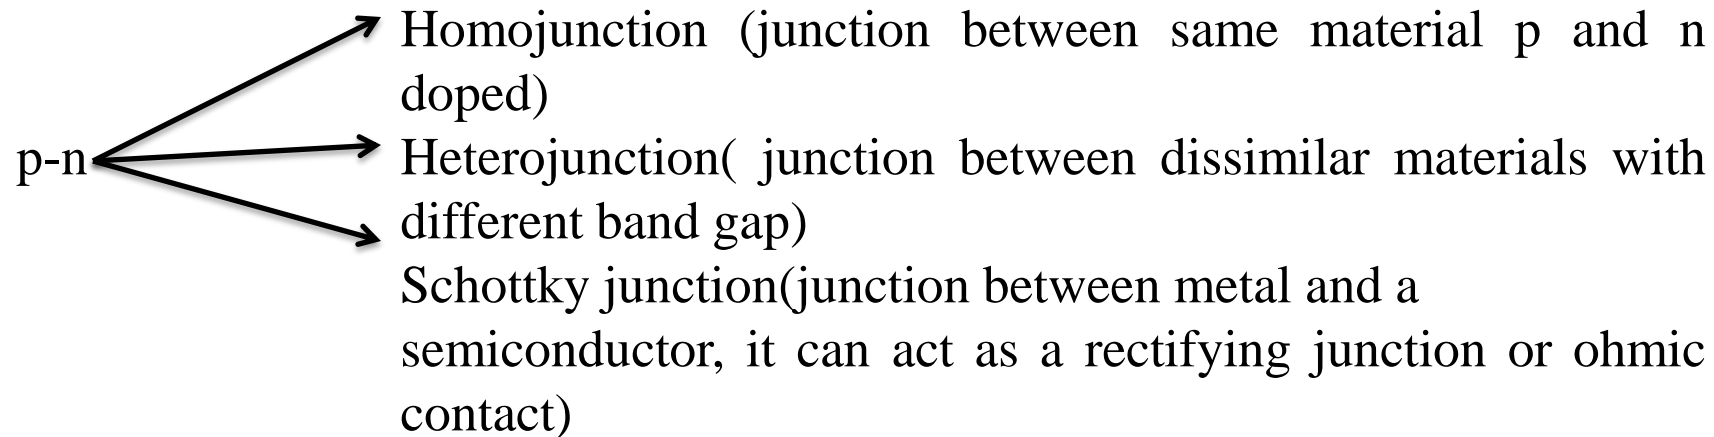 Homojunction (junction between same material p and n
doped)
p-n
Heterojunction( junction between dissimilar materials with
different band gap)
Schottky junction(junction between metal and a
semiconductor, it can act as a rectifying junction or ohmic
contact)